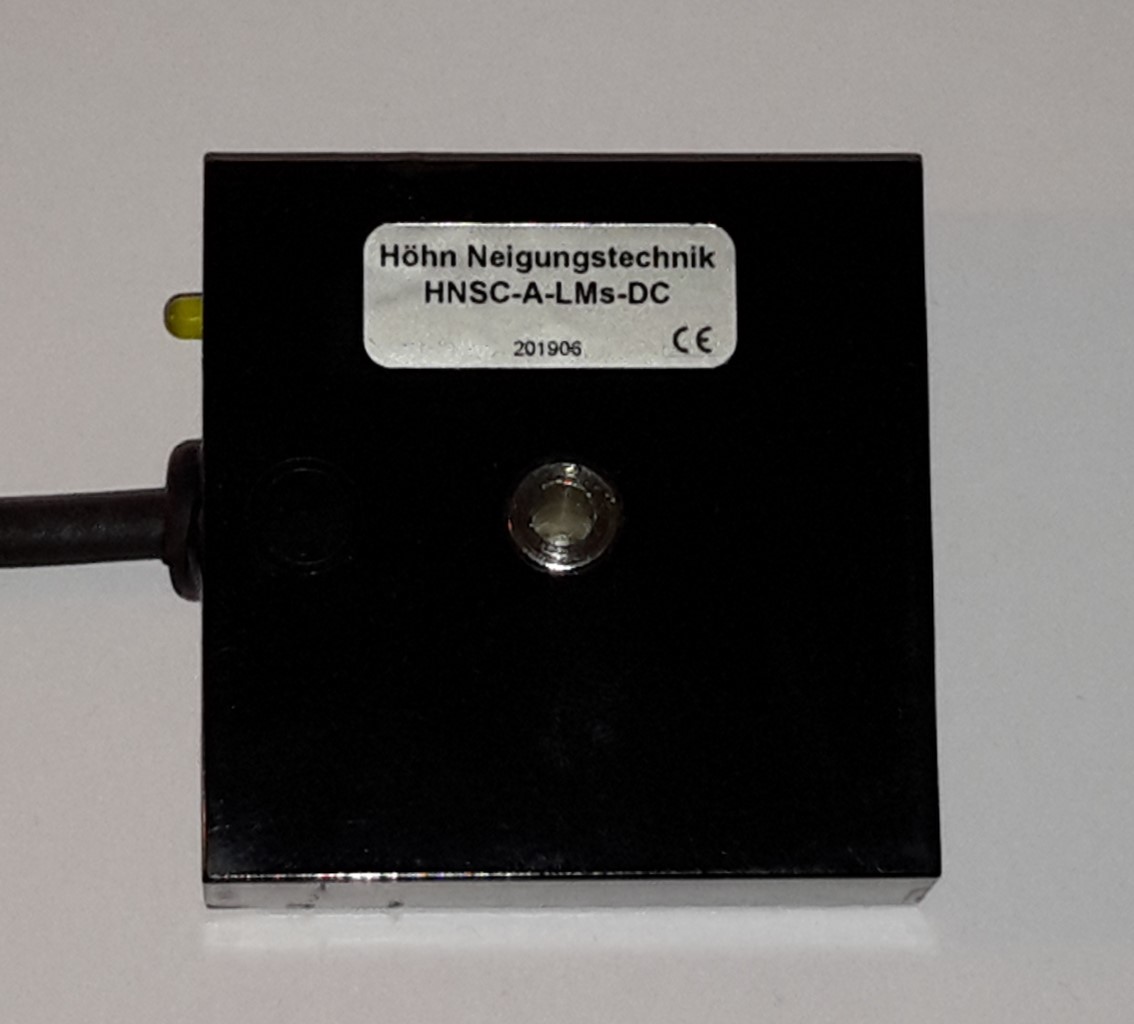 Höhn Neigungstechnik
HNSC-A-LMs-DC
201906 CE